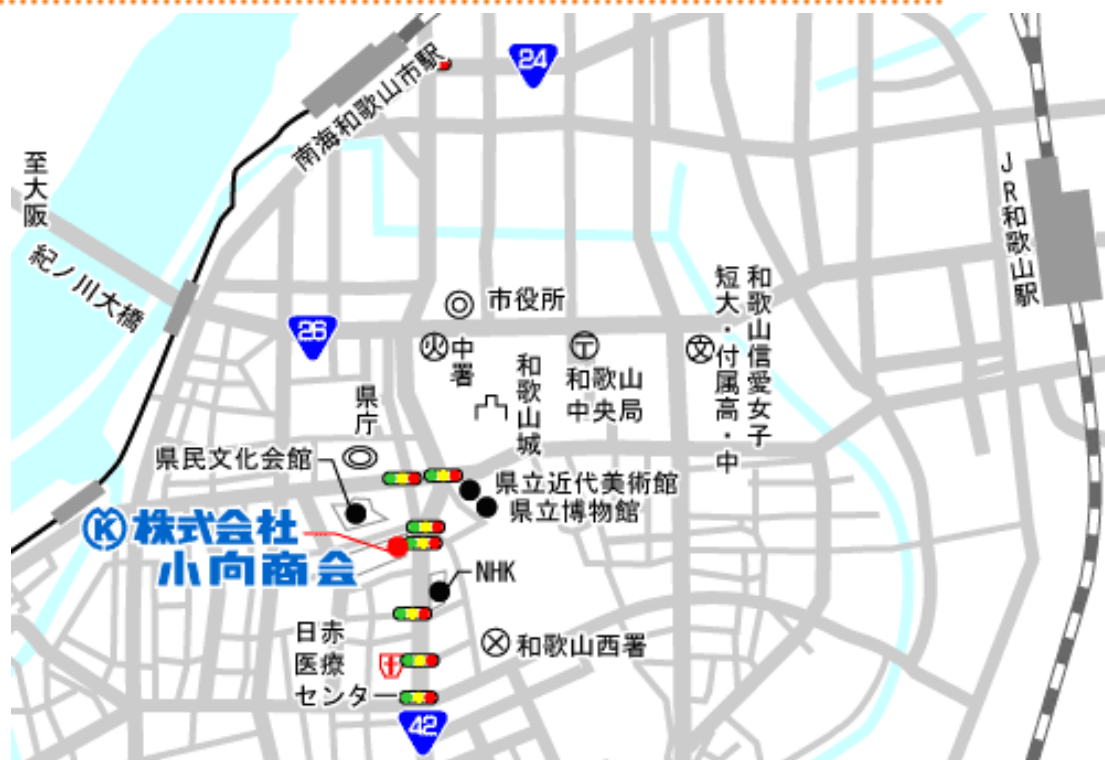 24
南海和歌山市駅
至大阪
紀ノ川大橋
JR和歌山駅
26
市役所
火
中署
和歌山城
〒
和歌山
中央局
文
和歌山信愛女子
短大・付属高・中
県庁
県民文化会館
県立近代美術館
県立博物館
K 株式会社
小向商会
NHK
日赤
医療
センター
和歌山西署
42